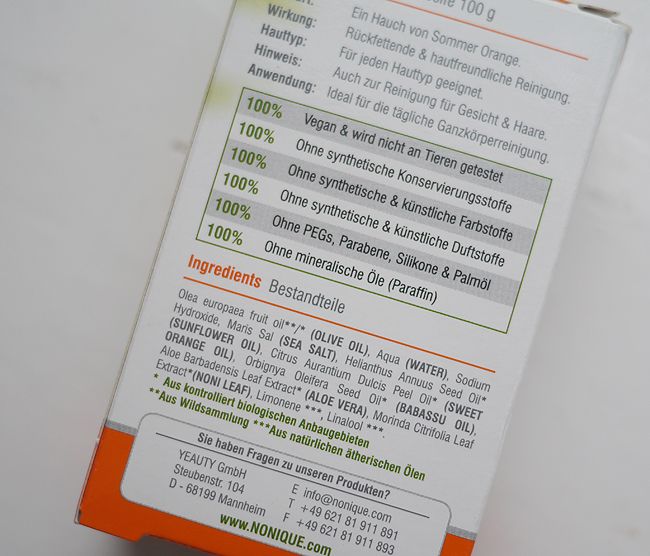 100 g
Ein Hauch von Sommer Orange.
Wirkung: Rückfettende & hautfreundliche Reinigung.
Hauttyp: Für jeden Hauttyp geeignet.
Hinweis: Auch zur Reinigung für Gesicht & Haare.
Anwendung: Ideal für die tägliche Ganzkörperreinigung.
100% Vegan & wird nicht an Tieren getestet
100% Ohne synthetische Konservierungsstoffe
100% Ohne synthetische & künstliche Farbstoffe
100% Ohne synthetische & künstliche Duftstoffe
100% Ohne PEGs, Parabene, Silikone & Palmöl
100% Ohne mineralische Öle (Paraffin)
Ingredients Bestandteile
Olea europaea fruit oil**/* (OLIVE OIL), Aqua (WATER), Sodium
Hydroxide, Maris Sal (SEA SALT), Helianthus Annuus Seed Oil*
(SUNFLOWER OIL), Citrus Aurantium Dulcis Peel Oil* (SWEET
ORANGE OIL), Orbignya Oleifera Seed Oil* (BABASSU OIL),
Aloe Barbadensis Leaf Extract* (ALOE VERA), Morinda Citrifolia Leaf
Extract*(NONI LEAF), Limonene ***, Linalool ***.
* Aus kontrolliert biologischen Anbaugebieten
**Aus Wildsammlung ***Aus natürlichen ätherischen Ölen
Sie haben Fragen zu unseren Produkten?
YEAUTY GmbH E info@nonique.com
Steubenstr. 104 T +49 621 81 911 891
D - 68199 Mannheim F +49 621 81 911 893
www.NONIQUE.com